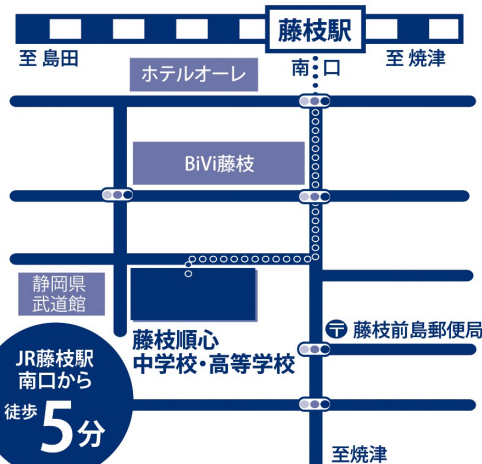 藤枝駅
至 島田
南 口
至 焼津
ホテルオーレ
BiVi藤枝
静岡県
武道館
藤枝順心
中学校・高等学校
〒 藤枝前島郵便局
JR藤枝駅
南口から
徒歩5分
至焼津